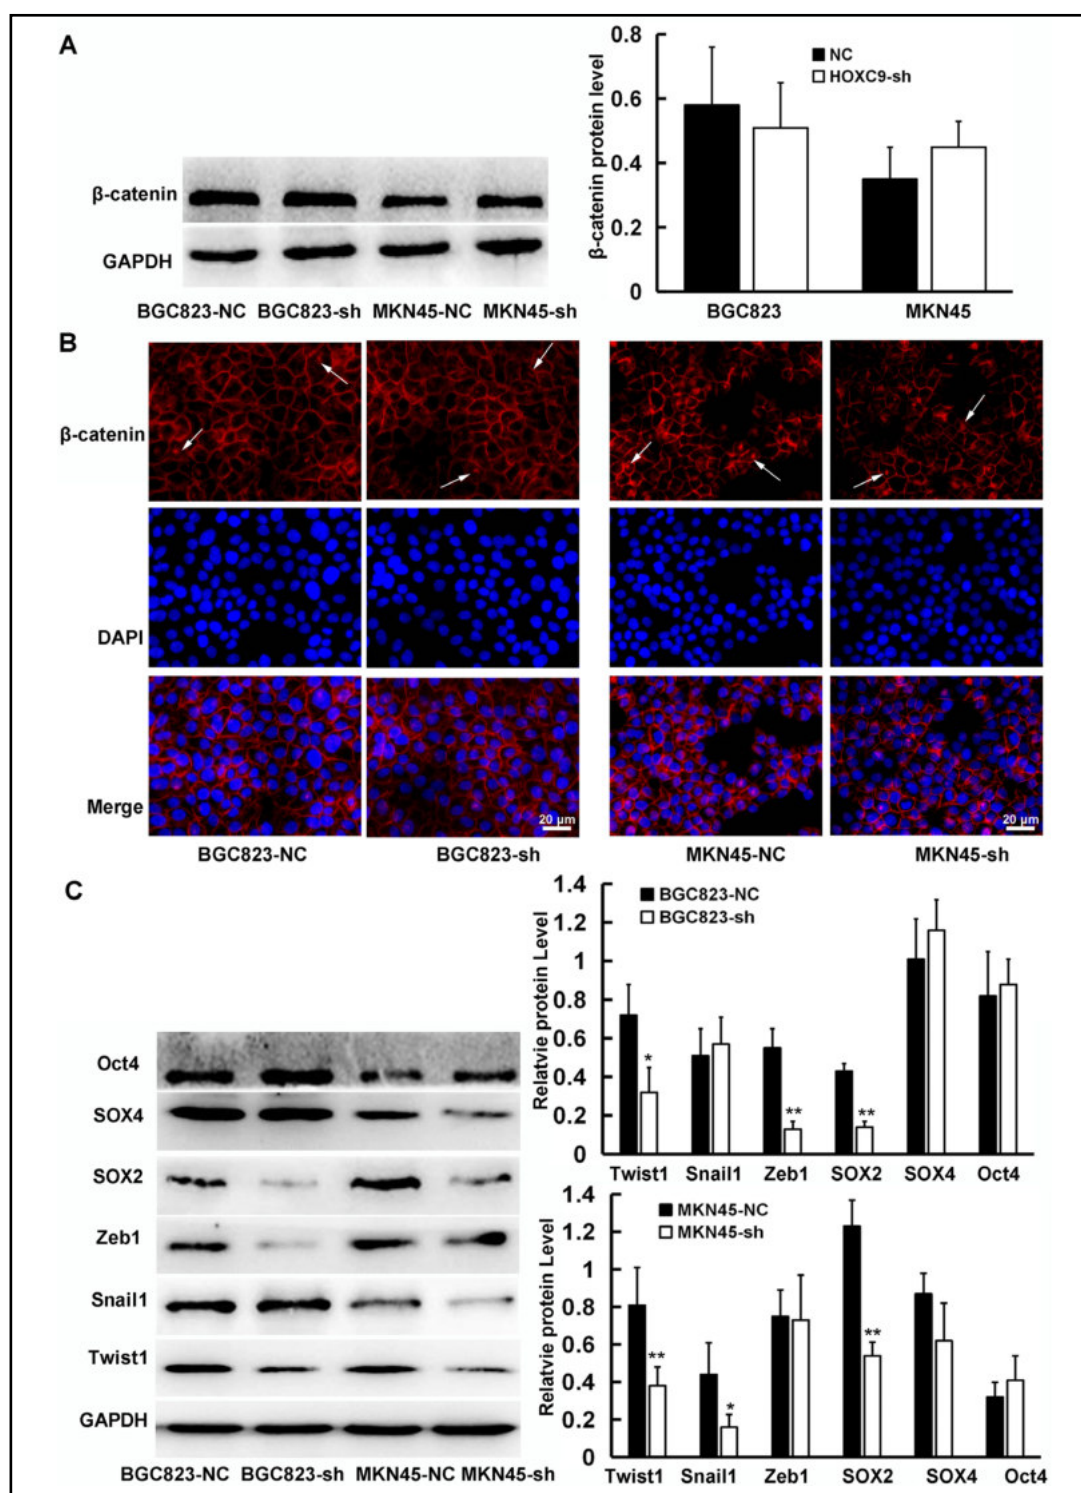 A
β-catenin
GAPDH
BGC823-NC BGC823-sh MKN45-NC MKN45-sh
β-catenin protein level
0.8
0.6
0.4
0.2
0
NC
HOXC9-sh
BGC823 MKN45
B
β-catenin
DAPI
Merge
20 μm
20 μm
BGC823-NC BGC823-sh MKN45-NC MKN45-sh
C
Oct4
SOX4
SOX2
Zeb1
Snail1
Twist1
GAPDH
BGC823-NC BGC823-sh MKN45-NC MKN45-sh
Relatvie protein Level
1.4
1.2
1
0.8
0.6
0.4
0.2
0
BGC823-NC
BGC823-sh
*
**
**
Twist1 Snail1 Zeb1 SOX2 SOX4 Oct4
Relatvie protein Level
1.4
1.2
1
0.8
0.6
0.4
0.2
0
MKN45-NC
MKN45-sh
**
*
**
Twist1 Snail1 Zeb1 SOX2 SOX4 Oct4